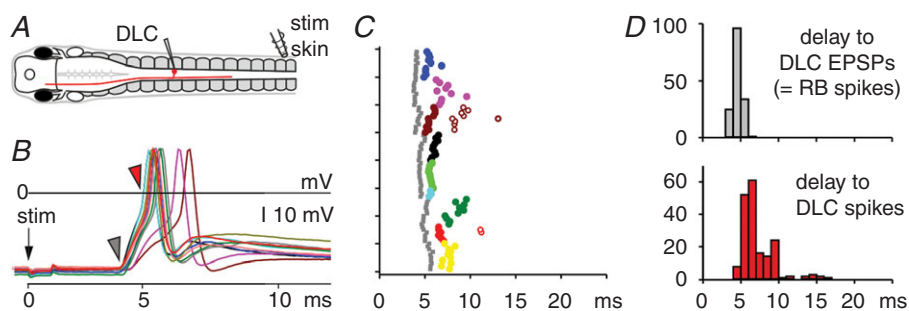 A
DLC
stim
skin
B
0
mV
stim
I 10 mV
0
5
10
ms
C
0
5
10
15
20
ms
D
100
50
0
delay to
DLC EPSPs
(= RB spikes)
60
40
20
0
delay to
DLC spikes
0
5
10
15
20
ms